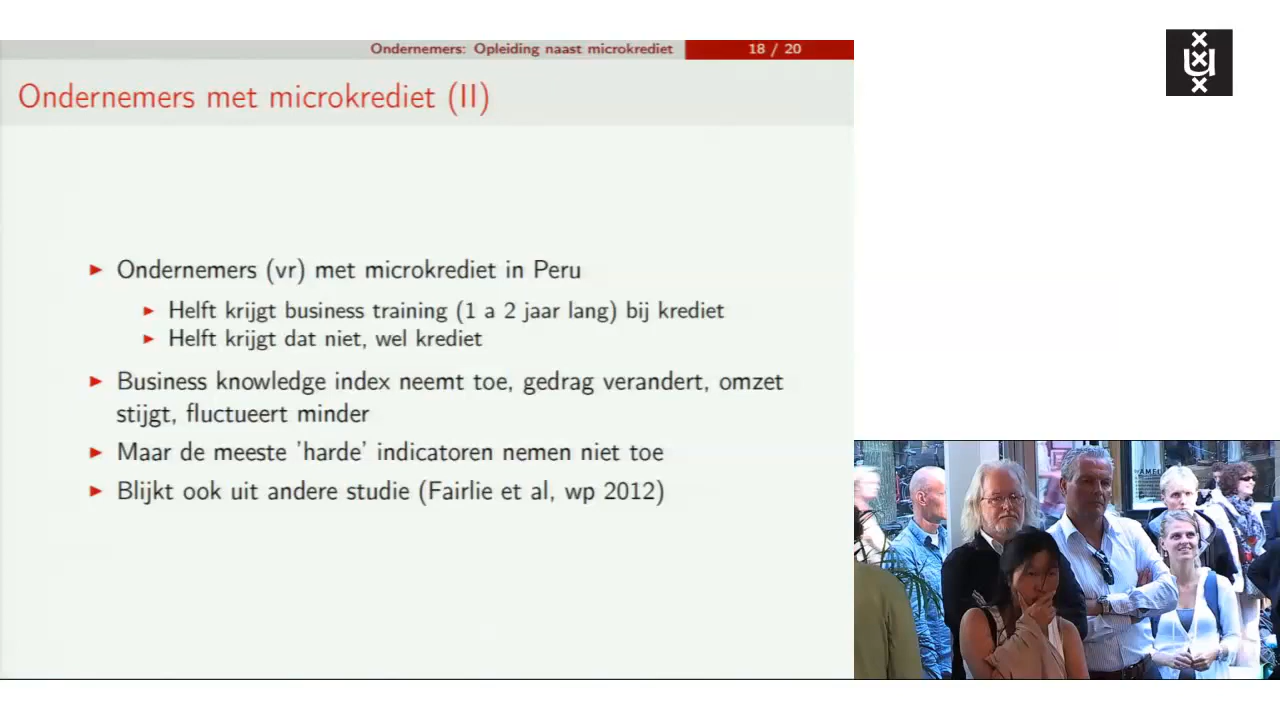 Ondernemers: Opleiding naast microkrediet
18 / 20
Ondernemers met microkrediet (II)
Ondernemers (vr) met microkrediet in Peru
Helft krijgt business training (1 a 2 jaar lang) bij krediet
Helft krijgt dat niet, wel krediet
Business knowledge index neemt toe, gedrag verandert, omzet
stijgt, fluctueert minder
Maar de meeste 'harde' indicatoren nemen niet toe
Blijkt ook uit andere studie (Fairlie et al, wp 2012)